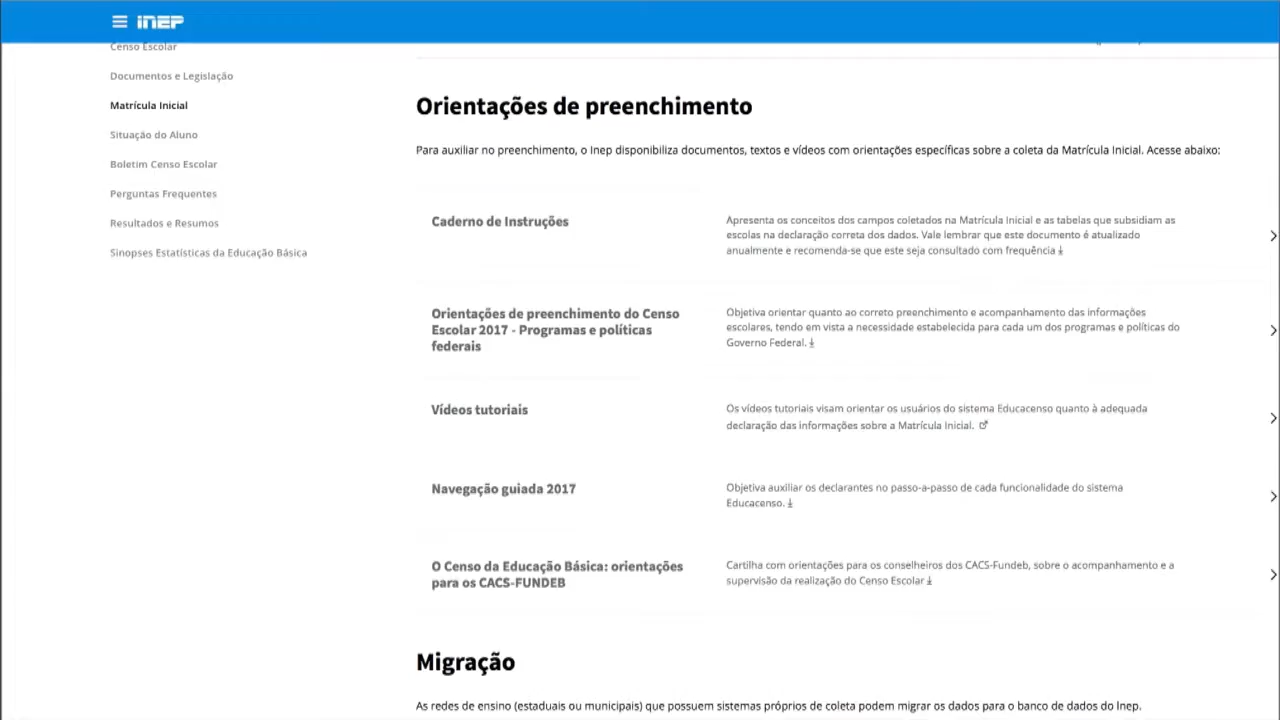 INEP
Censo Escolar
Documentos e Legislação
Matrícula Inicial
Situação do Aluno
Boletim Censo Escolar
Perguntas Frequentes
Resultados e Resumos
Sinopses Estatísticas da Educação Básica
Orientações de preenchimento
Para auxiliar no preenchimento, o Inep disponibiliza documentos, textos e vídeos com orientações específicas sobre a coleta da Matrícula Inicial. Acesse abaixo:
Caderno de Instruções
Apresenta os conceitos dos campos coletados na Matrícula Inicial e as tabelas que subsidiam as
escolas na declaração correta dos dados. Vale lembrar que este documento é atualizado
anualmente e recomenda-se que este seja consultado com frequência
Orientações de preenchimento do Censo
Escolar 2017 - Programas e políticas
federais
Objetiva orientar quanto ao correto preenchimento e acompanhamento das informações
escolares, tendo em vista a necessidade estabelecida para cada um dos programas e políticas do
Governo Federal.
Vídeos tutoriais
Os vídeos tutoriais visam orientar os usuários do sistema Educacenso quanto à adequada
declaração das informações sobre a Matrícula Inicial.
Navegação guiada 2017
Objetiva auxiliar os declarantes no passo-a-passo de cada funcionalidade do sistema
Educacenso.
O Censo da Educação Básica: orientações
para os CACS-FUNDEB
Cartilha com orientações para os conselheiros dos CACS-Fundeb, sobre o acompanhamento e a
supervisão da realização do Censo Escolar
Migração
As redes de ensino (estaduais ou municipais) que possuem sistemas próprios de coleta podem migrar os dados para o banco de dados do Inep.